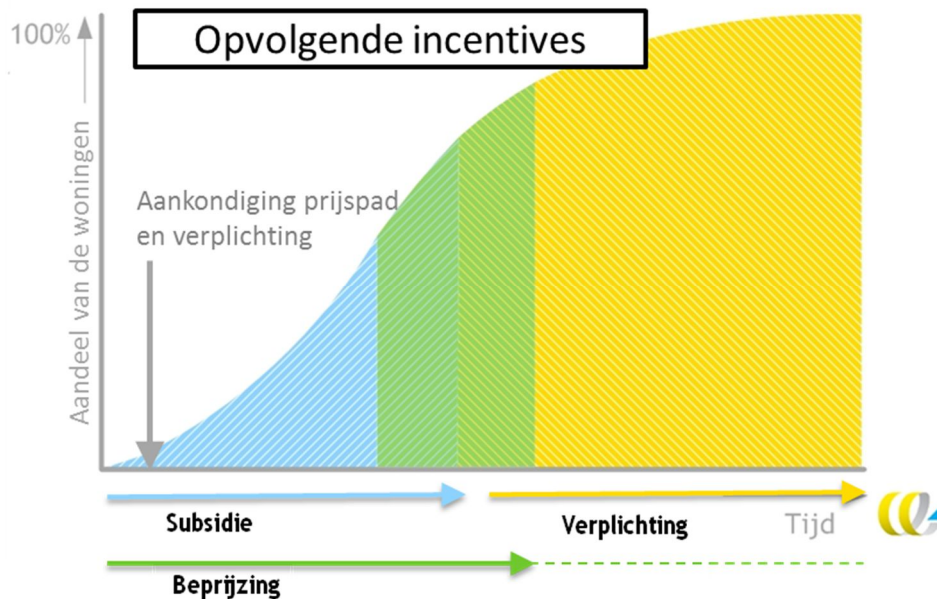 Opvolgende incentives
100%
Aandeel van de woningen
Aankondiging prijspad
en verplichting
Subsidie
Verplichting
Tijd
Beprijzing